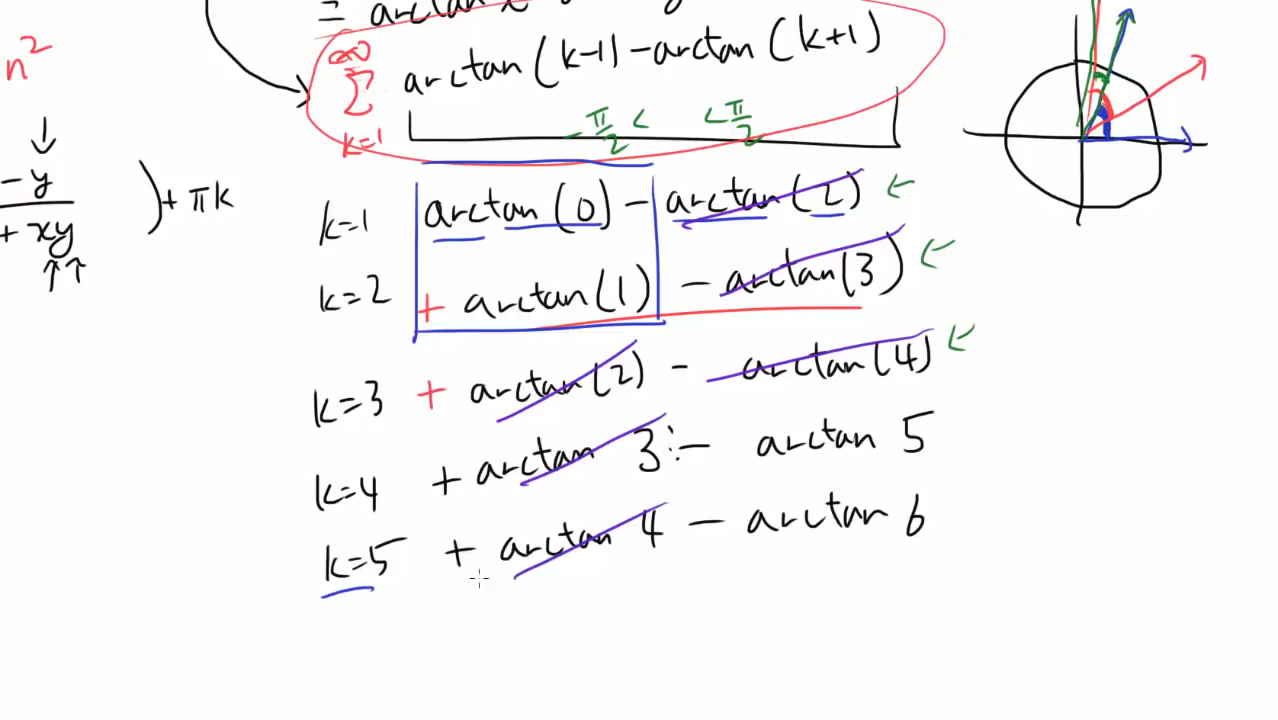 = arctan
n²
∞
Σ arctan (k-1) - arctan (k+1)
k=1
-π/2 < < π/2
-y
+ xy
) + πk
↑↑
k=1 arctan (0) - arctan (2) ←
k=2 + arctan (1) - arctan (3) ←
k=3 + arctan (2) - arctan (4) ←
k=4 + arctan 3 - arctan 5
k=5 + arctan 4 - arctan 6